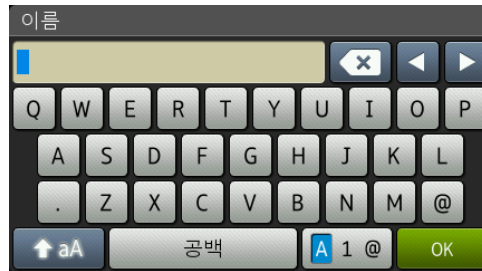 이름
Q W E R T Y U I O P
A S D F G H J K L
. Z X C V B N M @
aA 공백 A 1 @ OK